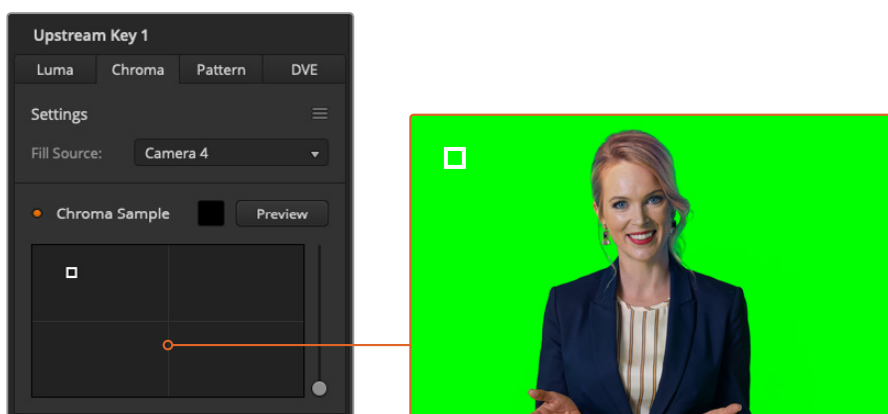 Upstream Key 1
Luma Chroma Pattern DVE
Settings
Fill Source: Camera 4
Chroma Sample Preview